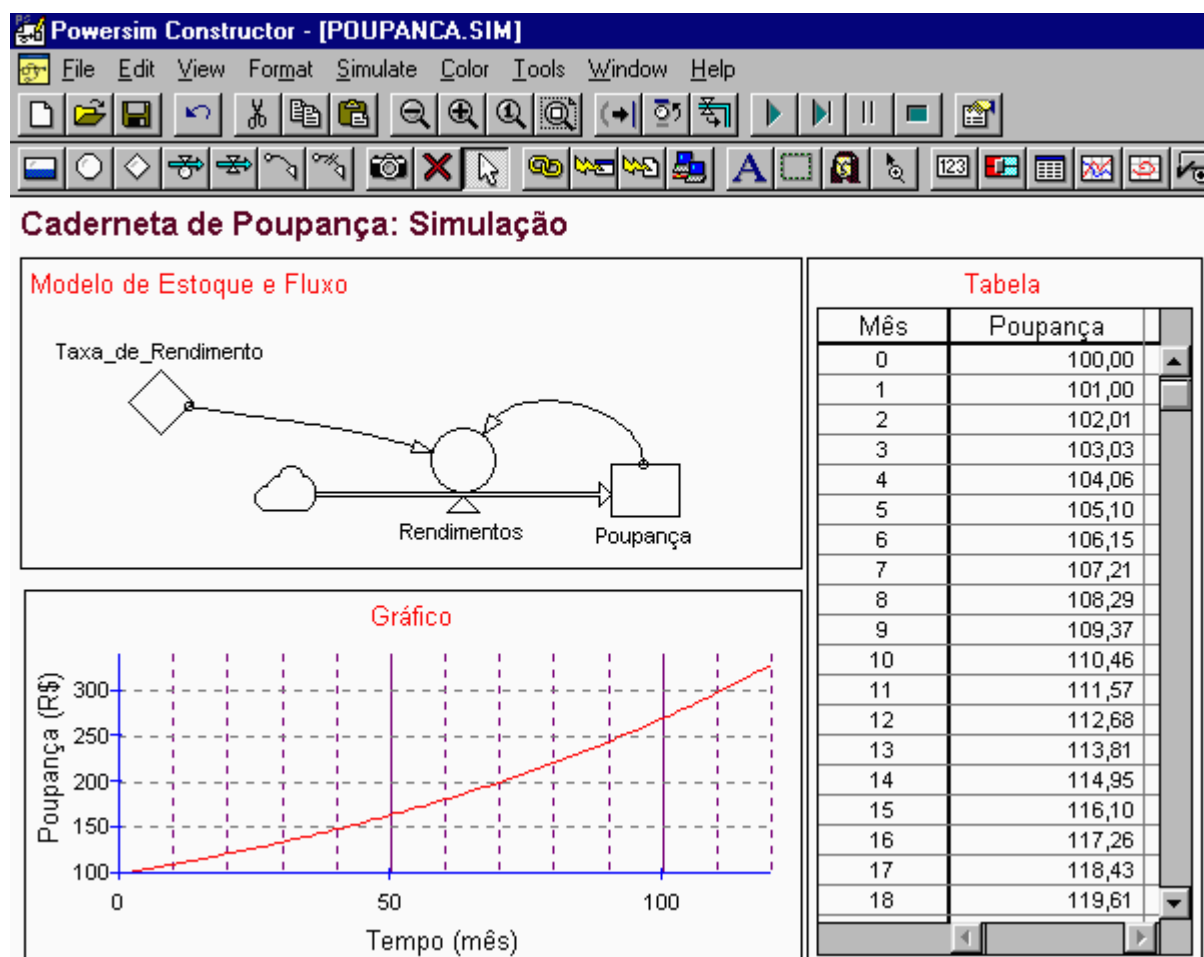 Powersim Constructor - [POUPANCA.SIM]
File Edit View Format Simulate Color Tools Window Help
123
A
Caderneta de Poupança: Simulação
Modelo de Estoque e Fluxo
Taxa_de_Rendimento
Rendimentos
Poupança
Gráfico
Poupança (R$)
300
250
200
150
100
0 50 100
Tempo (mês)
Tabela
Mês Poupança
0 100,00
1 101,00
2 102,01
3 103,03
4 104,06
5 105,10
6 106,15
7 107,21
8 108,29
9 109,37
10 110,46
11 111,57
12 112,68
13 113,81
14 114,95
15 116,10
16 117,26
17 118,43
18 119,61